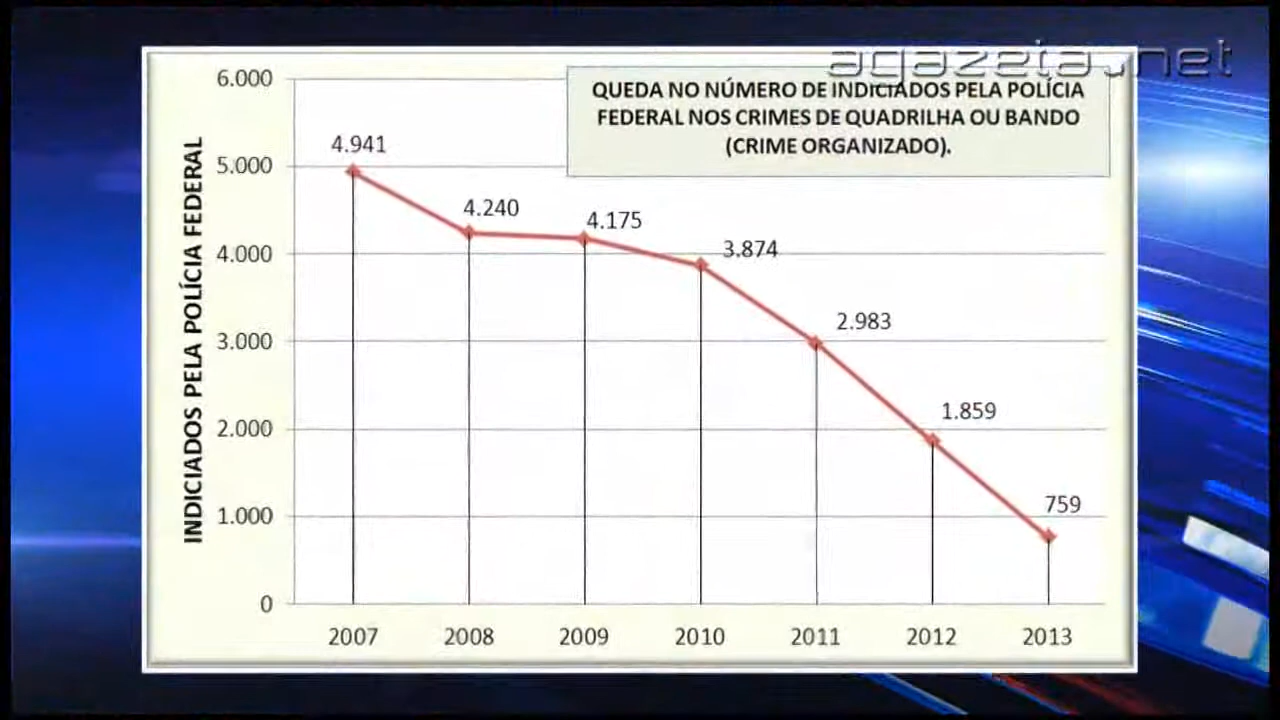 agazeta.net
QUEDA NO NÚMERO DE INDICIADOS PELA POLÍCIA
FEDERAL NOS CRIMES DE QUADRILHA OU BANDO
(CRIME ORGANIZADO).
INDICIADOS PELA POLÍCIA FEDERAL
6.000
5.000
4.000
3.000
2.000
1.000
0
4.941
4.240
4.175
3.874
2.983
1.859
759
2007 2008 2009 2010 2011 2012 2013